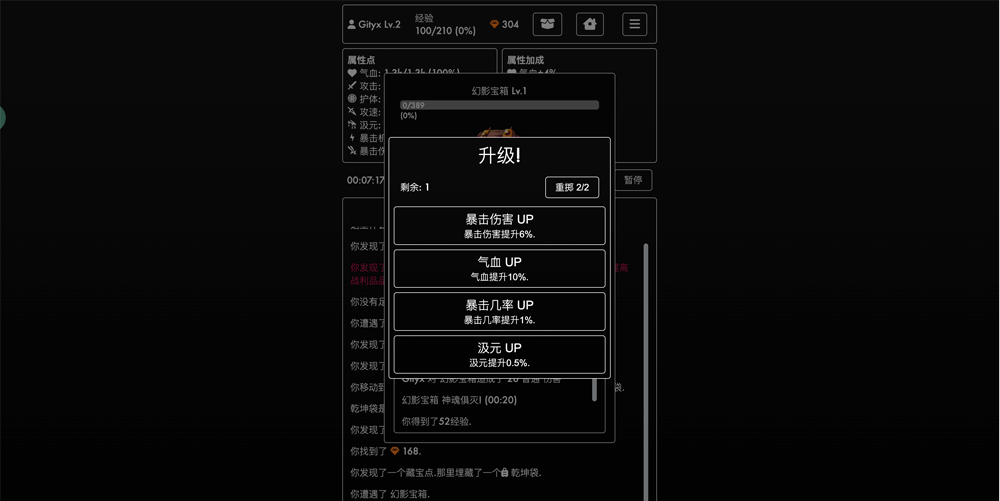 Gityx Lv.2
经验
100/210 (0%)
304
属性点
气血: 1.3k/1.3k (100%)
攻击:
护体:
攻速:
汲元:
暴击机
暴击伤
属性加成
气血+4%
幻影宝箱 Lv.1
0/389
(0%)
00:07:17
暂停
升级!
剩余: 1
重掷 2/2
暴击伤害 UP
暴击伤害提升6%.
气血 UP
气血提升10%.
暴击几率 UP
暴击几率提升1%.
汲元 UP
汲元提升0.5%.
你发现了
你发现了
提高
战利品品
你没有足
你遭遇了
你发现了
你发现了
你移动到
袋.
乾坤袋是
你发现了
Gityx 对 幻影宝箱造成了 20 普通 伤害
幻影宝箱 神魂俱灭! (00:20)
你得到了52经验.
你找到了 168.
你发现了一个藏宝点.那里埋藏了一个 乾坤袋.
你遭遇了 幻影宝箱.